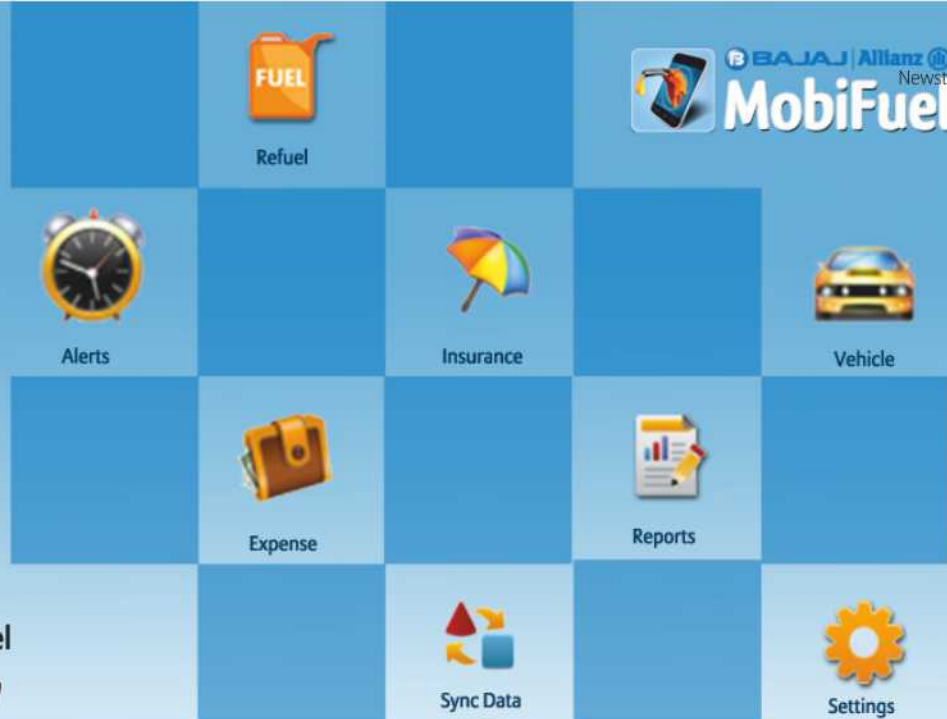 FUEL
Refuel
BAJAJ Allianz
MobiFuel
Alerts
Insurance
Vehicle
Expense
Reports
Sync Data
Settings